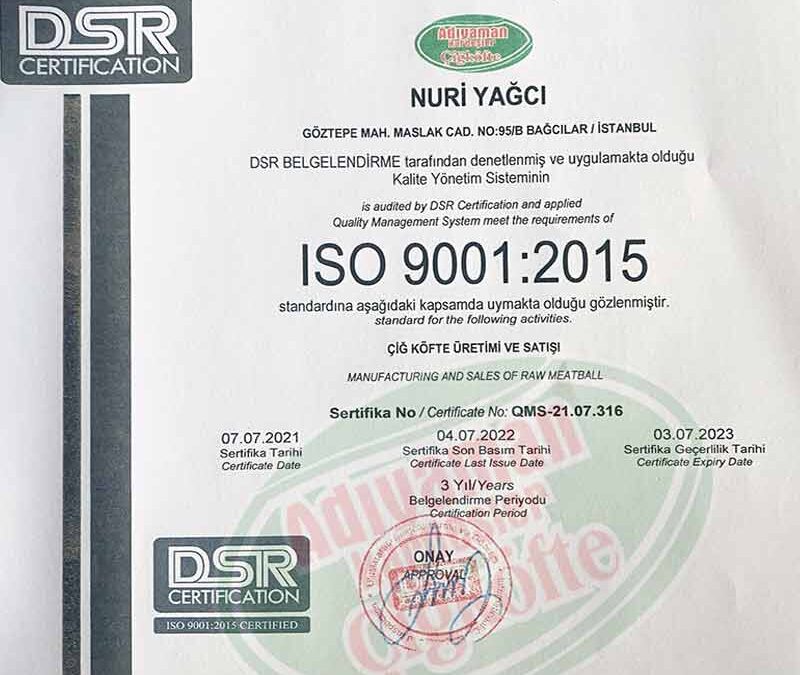 DSR
CERTIFICATION
Adıyaman
Kardeşler
Çiğköfte
NURİ YAĞCI
GÖZTEPE MAH. MASLAK CAD. NO:95/B BAĞCILAR / İSTANBUL
DSR BELGELENDİRME tarafından denetlenmiş ve uygulamakta olduğu
Kalite Yönetim Sisteminin
is audited by DSR Certification and applied
Quality Management System meet the requirements of
ISO 9001:2015
standardına aşağıdaki kapsamda uymakta olduğu gözlenmiştir.
standard for the following activities.
ÇİĞ KÖFTE ÜRETİMİ VE SATIŞI
MANUFACTURING AND SALES OF RAW MEATBALL
Sertifika No / Certificate No: QMS-21.07.316
07.07.2021
Sertifika Tarihi
Certificate Date
04.07.2022
Sertifika Son Basım Tarihi
Certificate Last Issue Date
03.07.2023
Sertifika Geçerlilik Tarihi
Certificate Expiry Date
3 Yıl/Years
Belgelendirme Periyodu
Certification Period
Adıyaman
Çiğköfte
ONAY
APPROVAL
DSR
CERTIFICATION
ISO 9001:2015 CERTIFIED